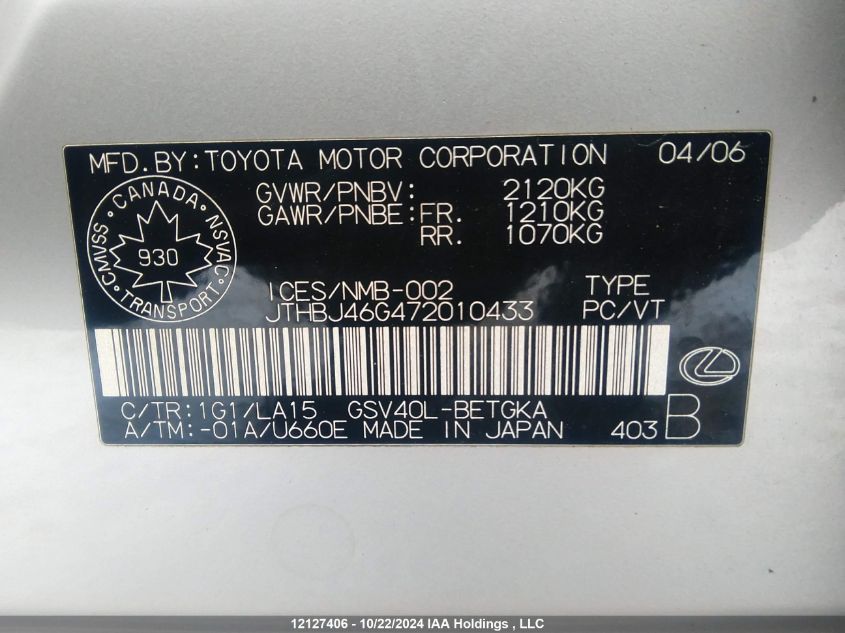 MFD.BY:TOYOTA MOTOR CORPORATION 04/06
GVWR/PNBV: 2120KG
GAWR/PNBE:FR. 1210KG
RR. 1070KG
CANADA
CMVSS • NSVAC
930
TRANSPORT
ICES/NMB-002 TYPE
JTHBJ46G472010433 PC/VT
C/TR:1G1/LA15 GSV40L-BETGKA
A/TM:-01A/U660E MADE IN JAPAN 403 B
12127406 - 10/22/2024 IAA Holdings , LLC